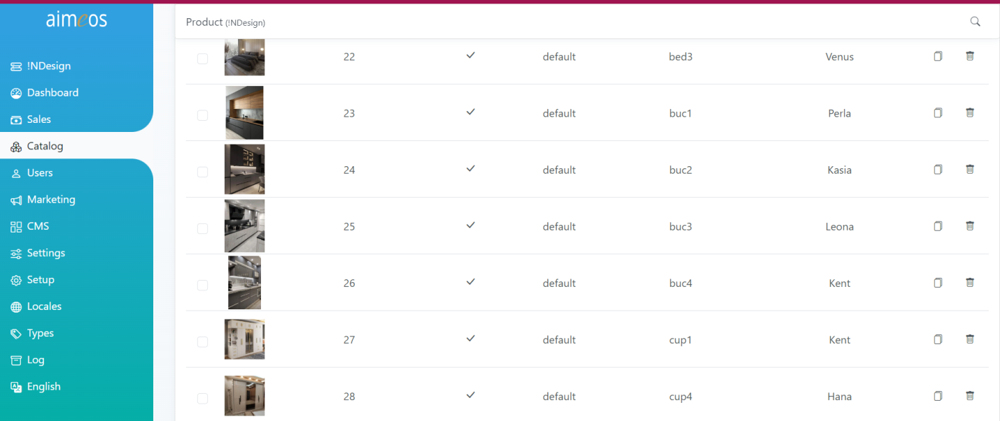 aimeos
!NDesign
Dashboard
Sales
Catalog
Users
Marketing
CMS
Settings
Setup
Locales
Types
Log
English
Product (!NDesign)
22 default bed3 Venus
23 default buc1 Perla
24 default buc2 Kasia
25 default buc3 Leona
26 default buc4 Kent
27 default cup1 Kent
28 default cup4 Hana